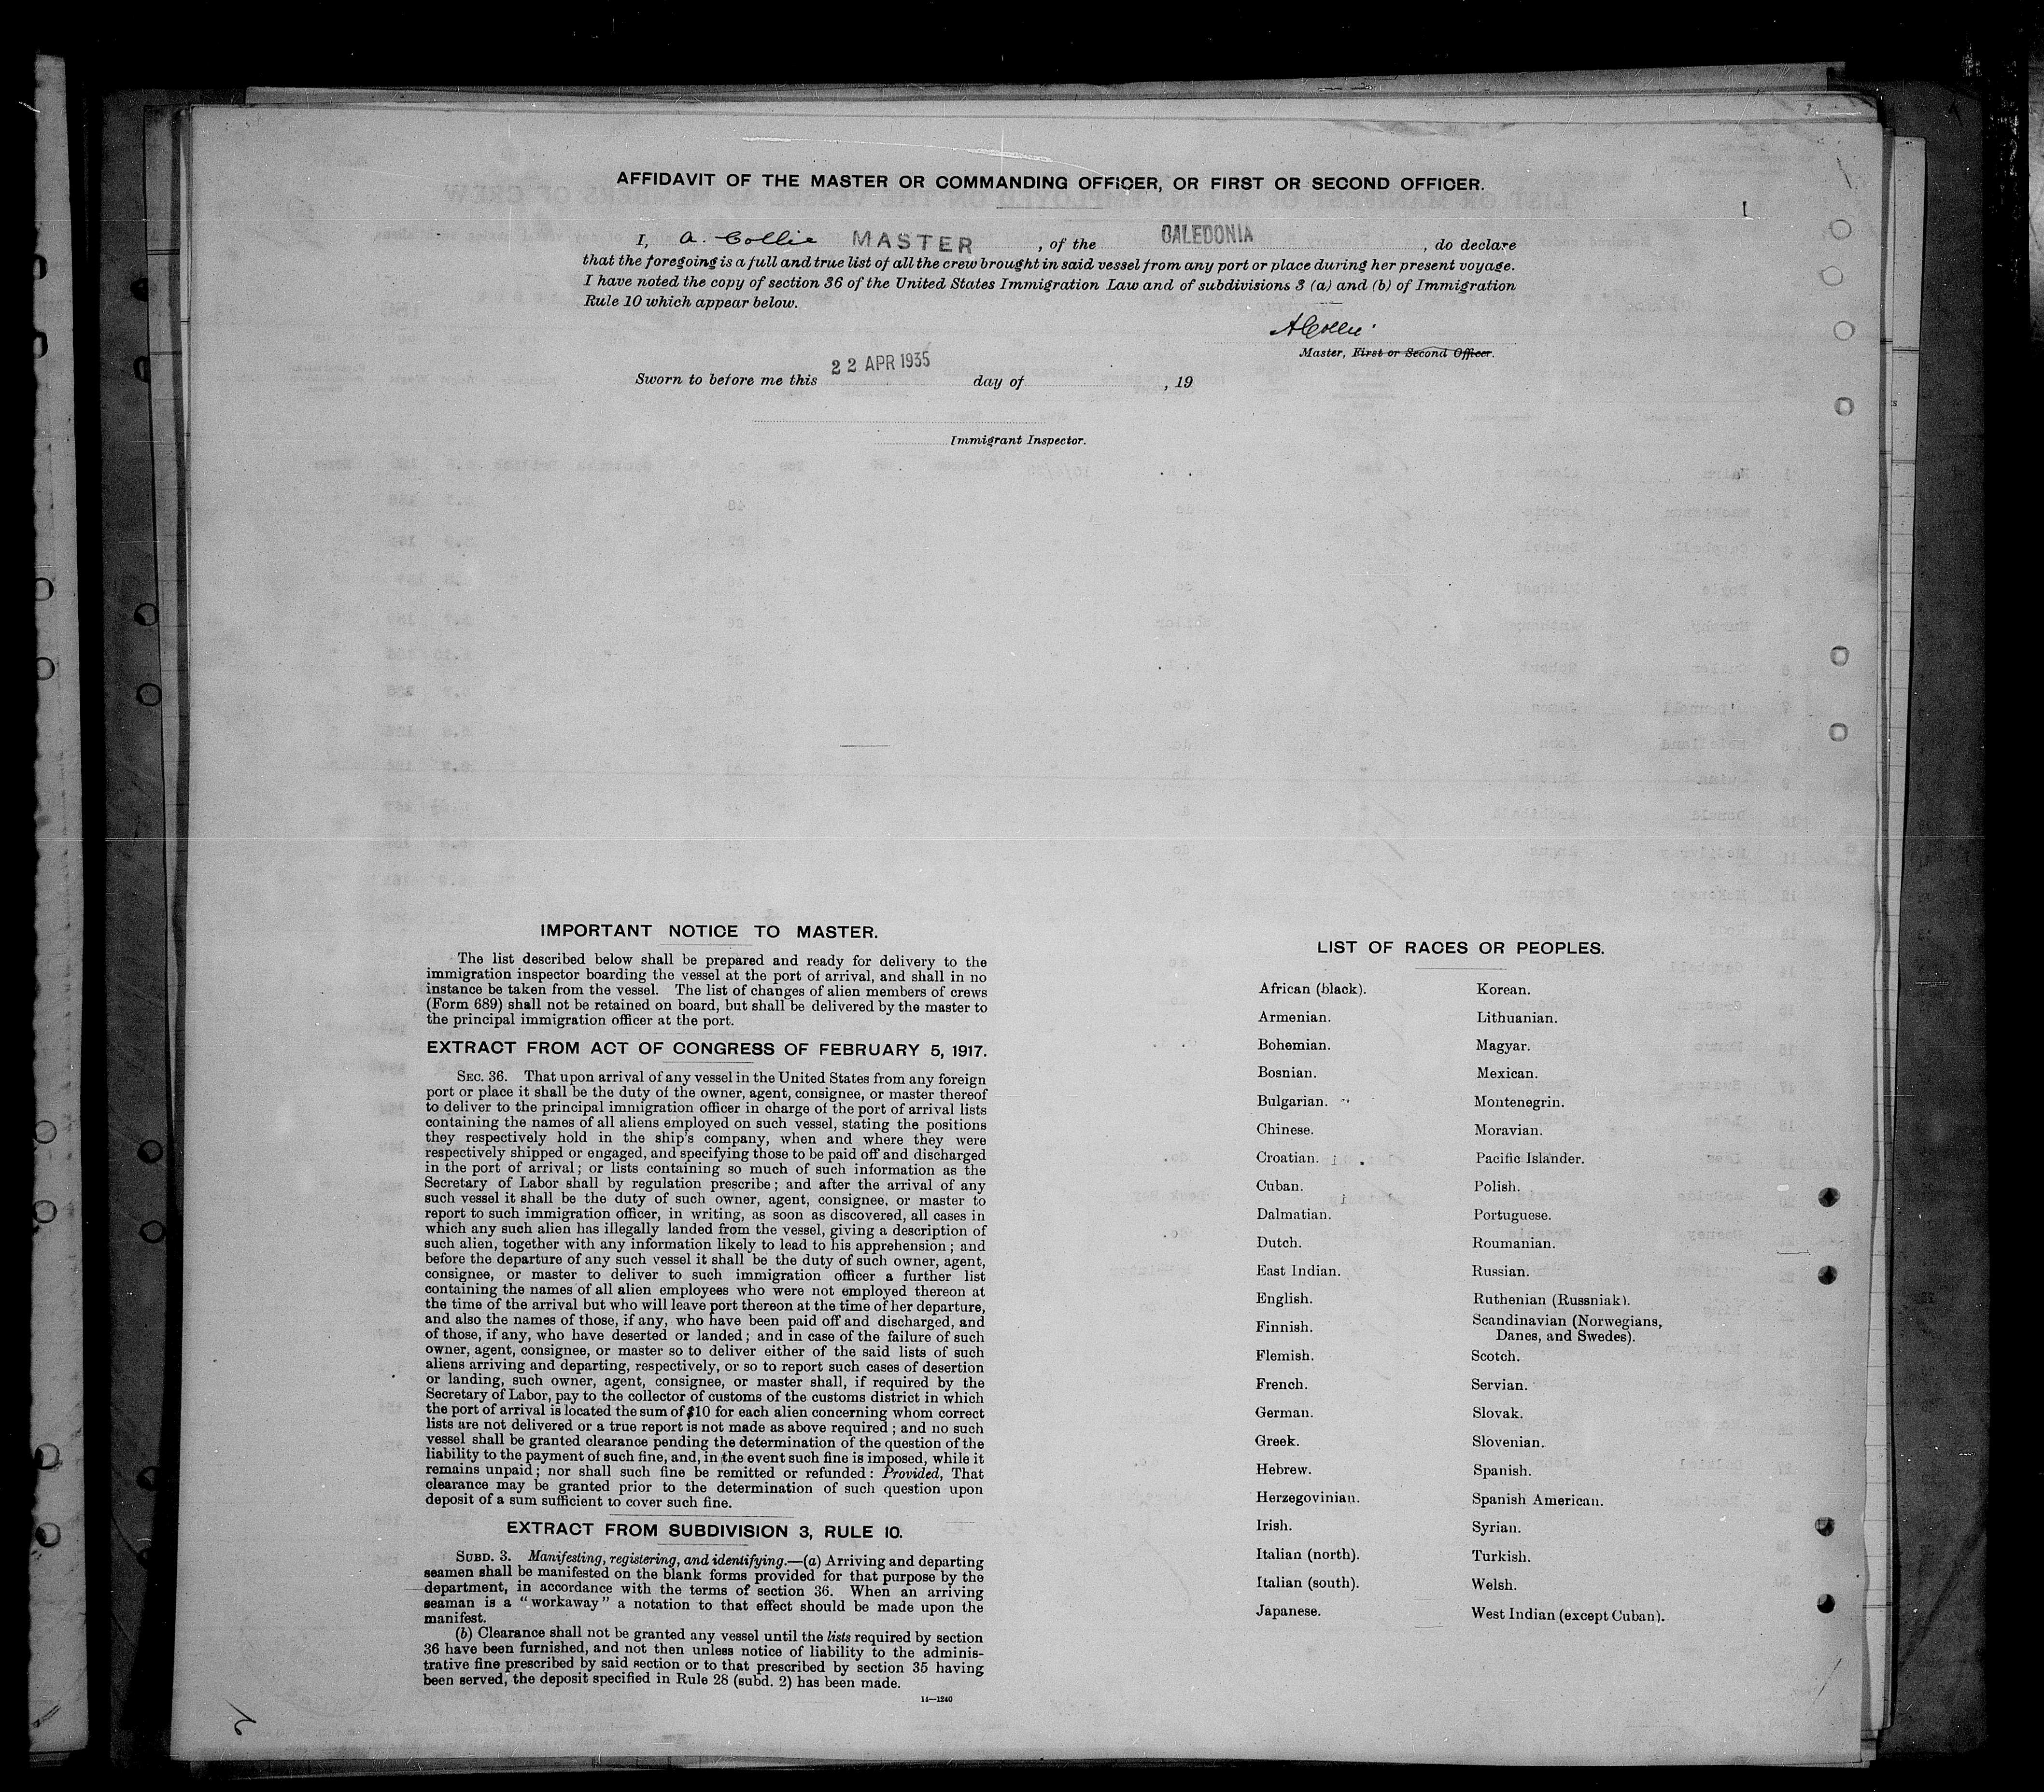 AFFIDAVIT OF THE MASTER OR COMMANDING OFFICER, OR FIRST OR SECOND OFFICER.
I, A. Collie MASTER, of the CALEDONIA, do declare
that the foregoing is a full and true list of all the crew brought in said vessel from any port or place during her present voyage.
I have noted the copy of section 36 of the United States Immigration Law and of subdivisions 3 (a) and (b) of Immigration
Rule 10 which appear below.
A Collie
Master, First or Second Officer.
Sworn to before me this 22 APR 1935 day of , 19
Immigrant Inspector.
IMPORTANT NOTICE TO MASTER.
The list described below shall be prepared and ready for delivery to the
immigration inspector boarding the vessel at the port of arrival, and shall in no
instance be taken from the vessel. The list of changes of alien members of crews
(Form 689) shall not be retained on board, but shall be delivered by the master to
the principal immigration officer at the port.
EXTRACT FROM ACT OF CONGRESS OF FEBRUARY 5, 1917.
SEC. 36. That upon arrival of any vessel in the United States from any foreign
port or place it shall be the duty of the owner, agent, consignee, or master thereof
to deliver to the principal immigration officer in charge of the port of arrival lists
containing the names of all aliens employed on such vessel, stating the positions
they respectively hold in the ship's company, when and where they were
respectively shipped or engaged, and specifying those to be paid off and discharged
in the port of arrival; or lists containing so much of such information as the
Secretary of Labor shall by regulation prescribe; and after the arrival of any
such vessel it shall be the duty of such owner, agent, consignee, or master to
report to such immigration officer, in writing, as soon as discovered, all cases in
which any such alien has illegally landed from the vessel, giving a description of
such alien, together with any information likely to lead to his apprehension; and
before the departure of any such vessel it shall be the duty of such owner, agent,
consignee, or master to deliver to such immigration officer a further list
containing the names of all alien employees who were not employed thereon at
the time of the arrival but who will leave port thereon at the time of her departure,
and also the names of those, if any, who have been paid off and discharged, and
of those, if any, who have deserted or landed; and in case of the failure of such
owner, agent, consignee, or master so to deliver either of the said lists of such
aliens arriving and departing, respectively, or so to report such cases of desertion
or landing, such owner, agent, consignee, or master shall, if required by the
Secretary of Labor, pay to the collector of customs of the customs district in which
the port of arrival is located the sum of $10 for each alien concerning whom correct
lists are not delivered or a true report is not made as above required; and no such
vessel shall be granted clearance pending the determination of the question of the
liability to the payment of such fine, and, in the event such fine is imposed, while it
remains unpaid; nor shall such fine be remitted or refunded: Provided, That
clearance may be granted prior to the determination of such question upon
deposit of a sum sufficient to cover such fine.
EXTRACT FROM SUBDIVISION 3, RULE 10.
SUBD. 3. Manifesting, registering, and identifying.—(a) Arriving and departing
seamen shall be manifested on the blank forms provided for that purpose by the
department, in accordance with the terms of section 36. When an arriving
seaman is a "workaway" a notation to that effect should be made upon the
manifest.
(b) Clearance shall not be granted any vessel until the lists required by section
36 have been furnished, and not then unless notice of liability to the adminis-
trative fine prescribed by said section or to that prescribed by section 35 having
been served, the deposit specified in Rule 28 (subd. 2) has been made.
14—1240
LIST OF RACES OR PEOPLES.
African (black).
Armenian.
Bohemian.
Bosnian.
Bulgarian.
Chinese.
Croatian.
Cuban.
Dalmatian.
Dutch.
East Indian.
English.
Finnish.
Flemish.
French.
German.
Greek.
Hebrew.
Herzegovinian.
Irish.
Italian (north).
Italian (south).
Japanese.
Korean.
Lithuanian.
Magyar.
Mexican.
Montenegrin.
Moravian.
Pacific Islander.
Polish.
Portuguese.
Roumanian.
Russian.
Ruthenian (Russniak).
Scandinavian (Norwegians,
Danes, and Swedes).
Scotch.
Servian.
Slovak.
Slovenian.
Spanish.
Spanish American.
Syrian.
Turkish.
Welsh.
West Indian (except Cuban).